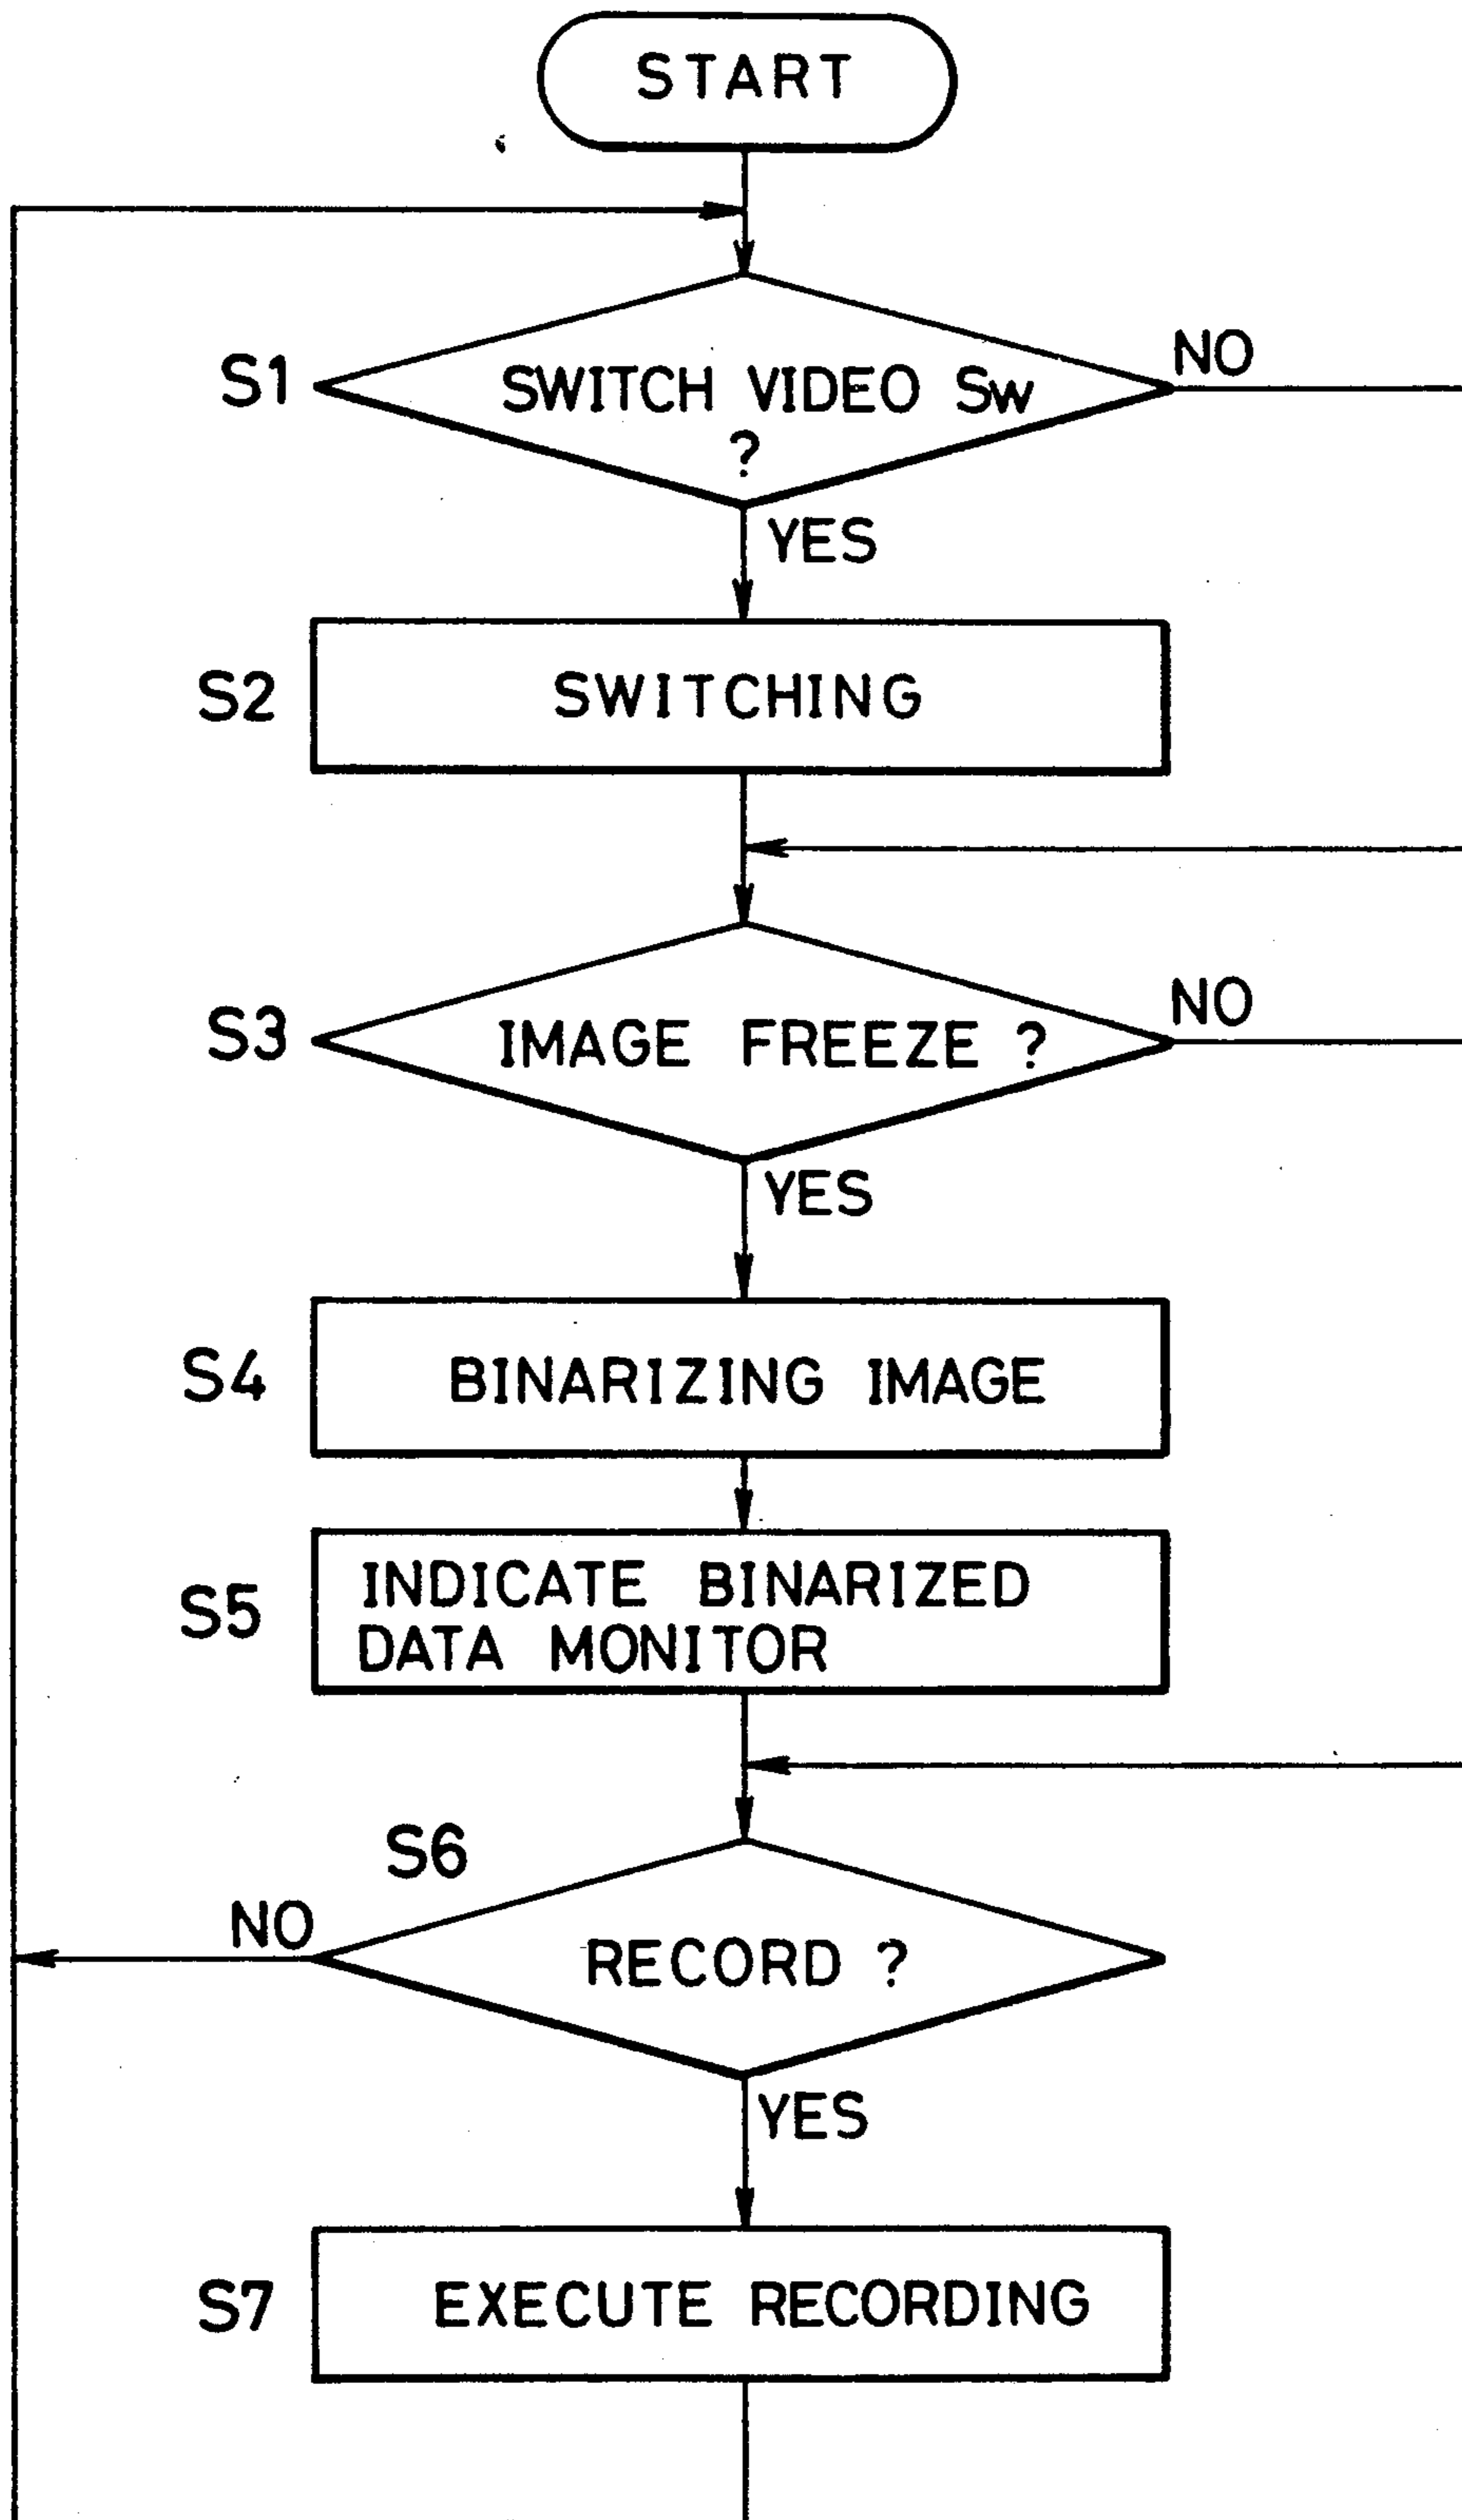 START
S1
SWITCH VIDEO Sw
?
NO
YES
S2
SWITCHING
S3
IMAGE FREEZE ?
NO
YES
S4
BINARIZING IMAGE
S5
INDICATE BINARIZED
DATA MONITOR
S6
NO
RECORD ?
YES
S7
EXECUTE RECORDING